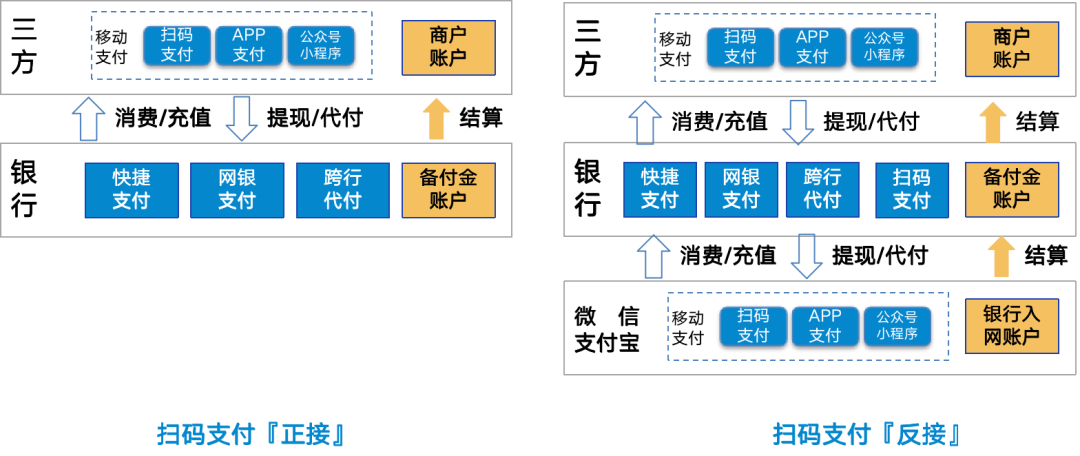 三方
移动支付
扫码支付
APP支付
公众号小程序
商户账户
消费/充值
提现/代付
结算
银行
快捷支付
网银支付
跨行代付
备付金账户
扫码支付『正接』
三方
移动支付
扫码支付
APP支付
公众号小程序
商户账户
消费/充值
提现/代付
结算
银行
快捷支付
网银支付
跨行代付
扫码支付
备付金账户
消费/充值
提现/代付
结算
微信
支付宝
移动支付
扫码支付
APP支付
公众号小程序
银行入网账户
扫码支付『反接』